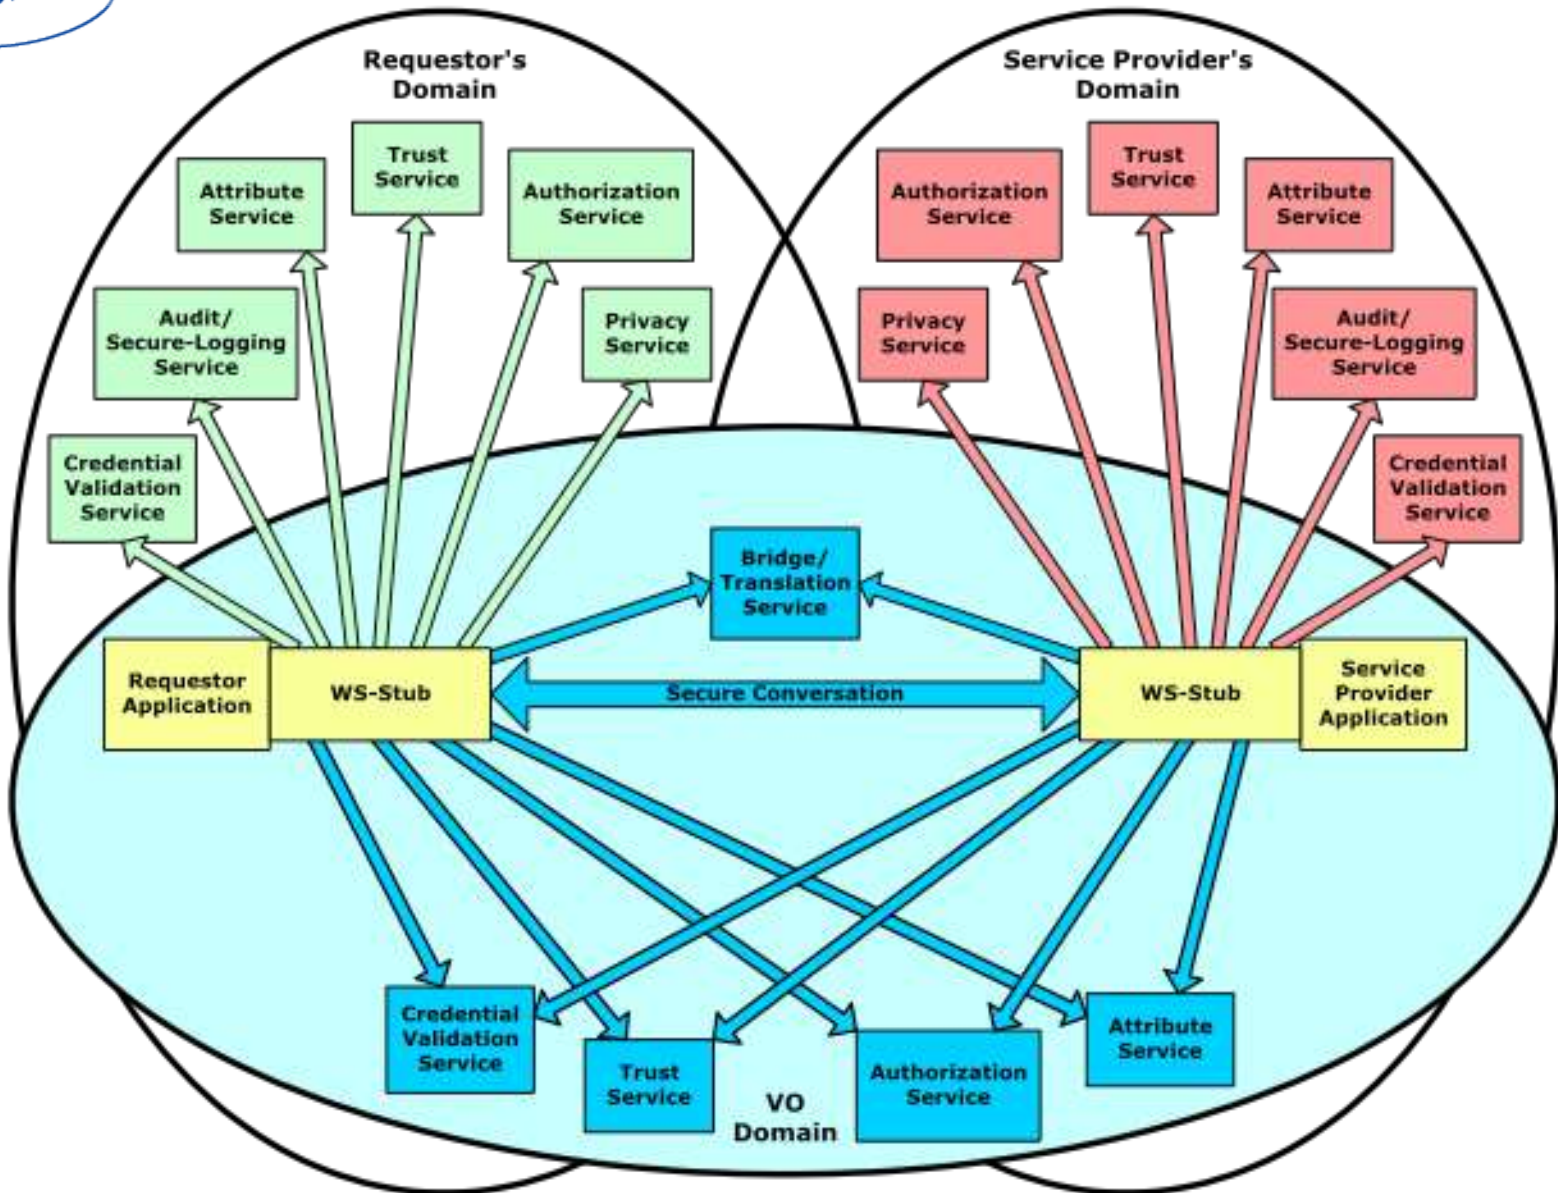 Requestor's
Domain
Service Provider's
Domain
Trust
Service
Attribute
Service
Authorization
Service
Audit/
Secure-Logging
Service
Privacy
Service
Credential
Validation
Service
Authorization
Service
Trust
Service
Attribute
Service
Privacy
Service
Audit/
Secure-Logging
Service
Credential
Validation
Service
Bridge/
Translation
Service
Requestor
Application
WS-Stub
Secure Conversation
WS-Stub
Service
Provider
Application
Credential
Validation
Service
Trust
Service
VO
Domain
Authorization
Service
Attribute
Service